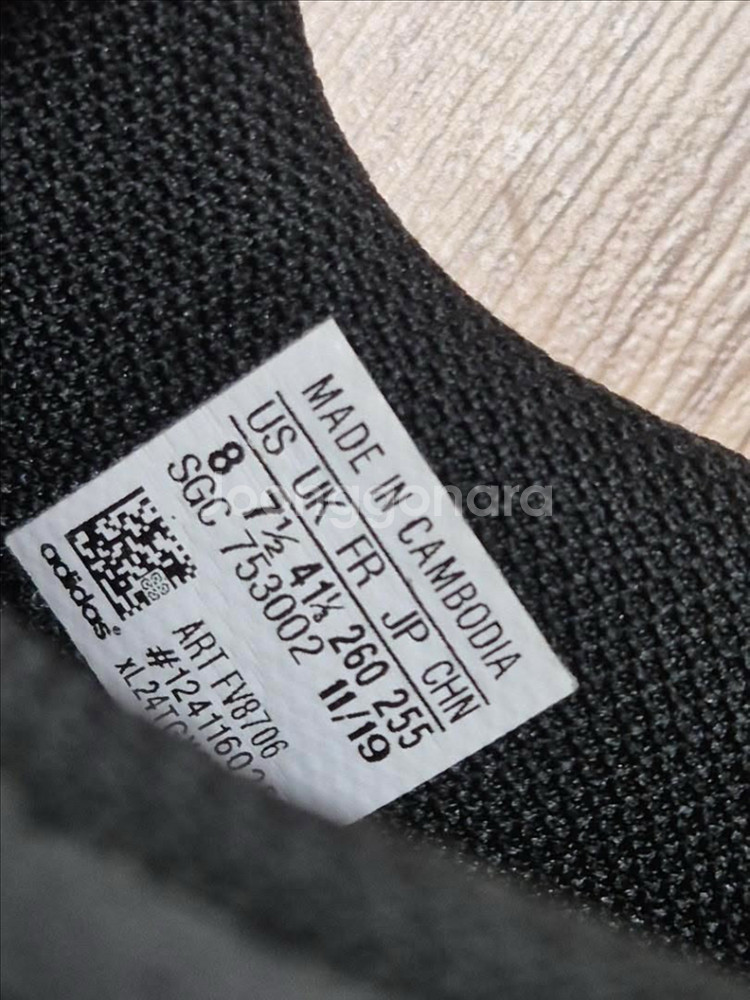 MADE IN CAMBODIA
US UK FR JP CHN
8 7½ 41⅓ 260 255
SGC 753002 11/19
adidas
ART FV8706
#1241160
joonggonara